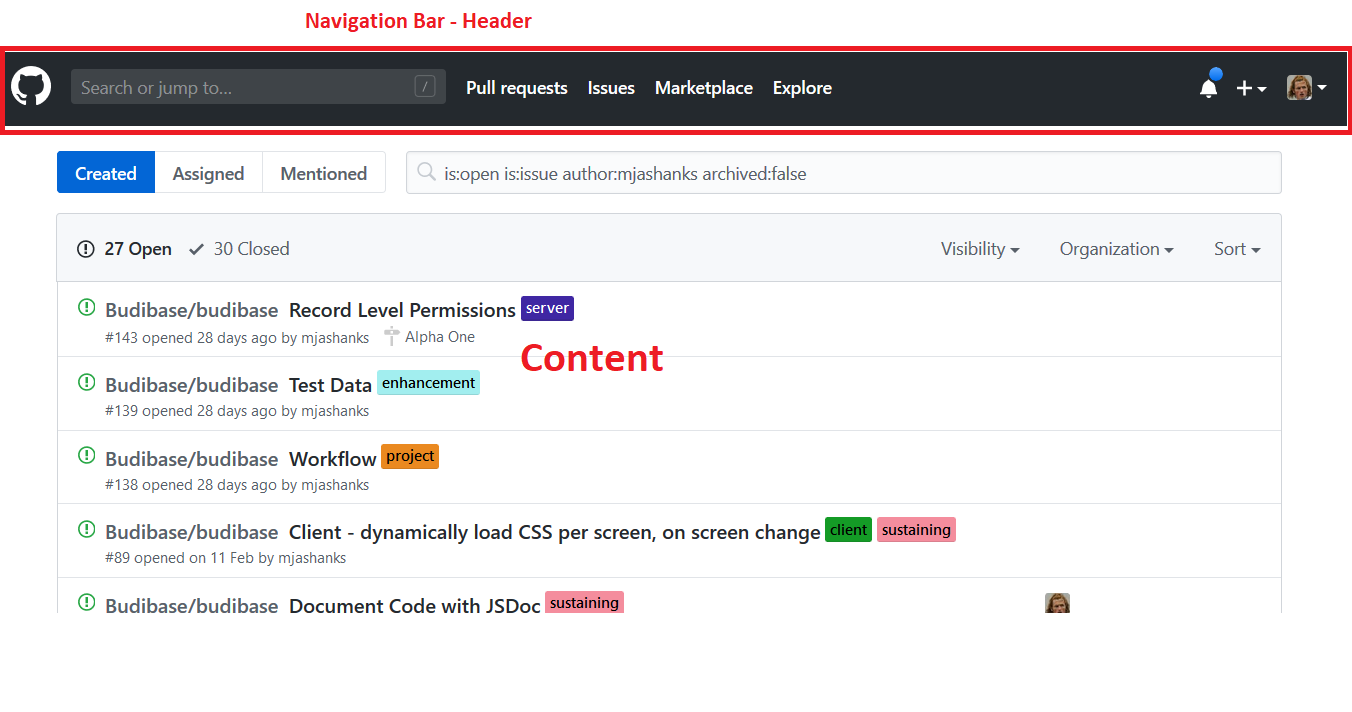 Navigation Bar - Header
Search or jump to... / Pull requests Issues Marketplace Explore
Created Assigned Mentioned is:open is:issue author:mjashanks archived:false
27 Open 30 Closed Visibility Organization Sort
Budibase/budibase Record Level Permissions server
#143 opened 28 days ago by mjashanks Alpha One
Content
Budibase/budibase Test Data enhancement
#139 opened 28 days ago by mjashanks
Budibase/budibase Workflow project
#138 opened 28 days ago by mjashanks
Budibase/budibase Client - dynamically load CSS per screen, on screen change client sustaining
#89 opened on 11 Feb by mjashanks
Budibase/budibase Document Code with JSDoc sustaining